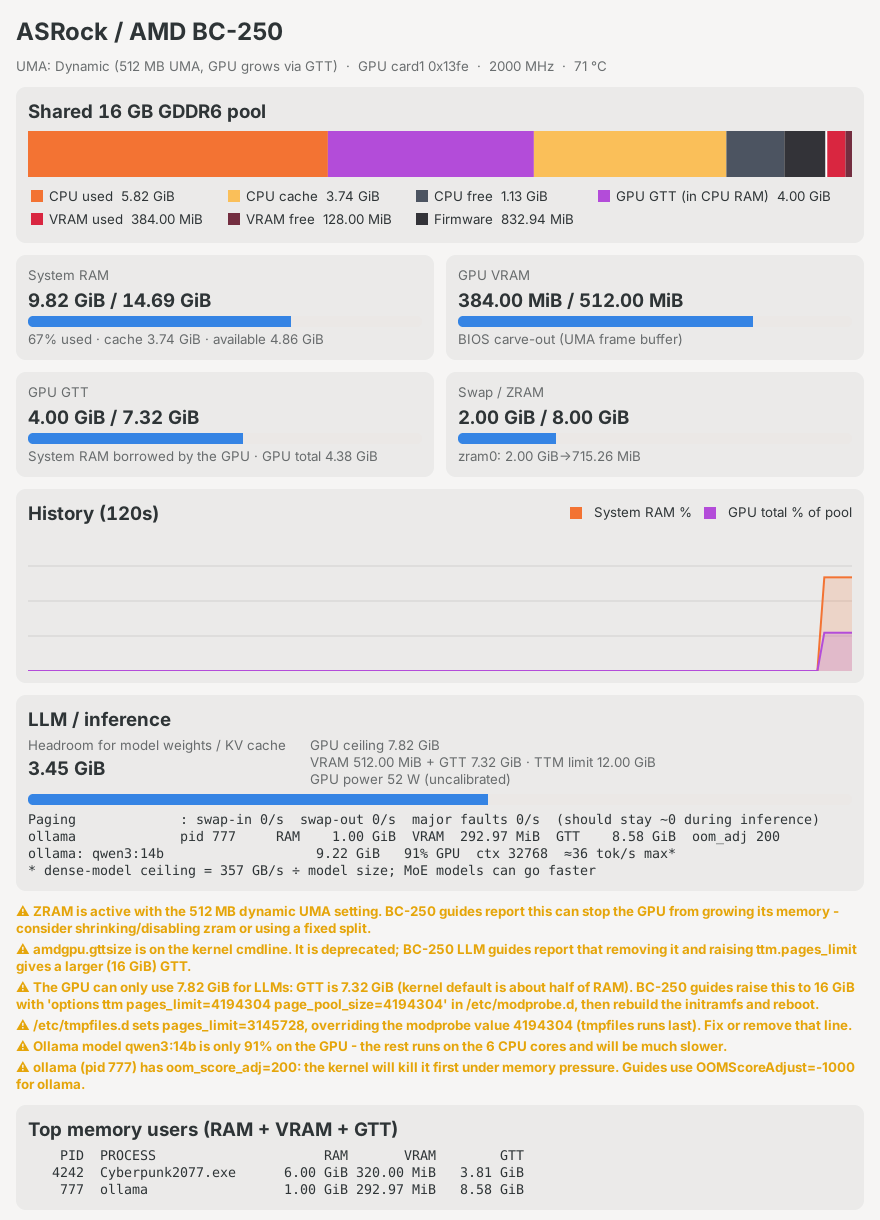 ASRock / AMD BC-250
UMA: Dynamic (512 MB UMA, GPU grows via GTT)  ·  GPU card1 0x13fe  ·  2000 MHz  ·  71 °C
Shared 16 GB GDDR6 pool
CPU used  5.82 GiB  CPU cache  3.74 GiB  CPU free  1.13 GiB  GPU GTT (in CPU RAM)  4.00 GiB
VRAM used  384.00 MiB  VRAM free  128.00 MiB  Firmware  832.94 MiB
System RAM
9.82 GiB / 14.69 GiB
67% used · cache 3.74 GiB · available 4.86 GiB
GPU VRAM
384.00 MiB / 512.00 MiB
BIOS carve-out (UMA frame buffer)
GPU GTT
4.00 GiB / 7.32 GiB
System RAM borrowed by the GPU · GPU total 4.38 GiB
Swap / ZRAM
2.00 GiB / 8.00 GiB
zram0: 2.00 GiB→715.26 MiB
History (120s)
System RAM %  GPU total % of pool
LLM / inference
Headroom for model weights / KV cache
3.45 GiB
GPU ceiling 7.82 GiB
VRAM 512.00 MiB + GTT 7.32 GiB · TTM limit 12.00 GiB
GPU power 52 W (uncalibrated)
Paging             : swap-in 0/s  swap-out 0/s  major faults 0/s  (should stay ~0 during inference)
ollama             pid 777     RAM    1.00 GiB  VRAM  292.97 MiB  GTT    8.58 GiB  oom_adj 200
ollama: qwen3:14b                   9.22 GiB   91% GPU  ctx 32768  ≈36 tok/s max*
* dense-model ceiling = 357 GB/s ÷ model size; MoE models can go faster
⚠ ZRAM is active with the 512 MB dynamic UMA setting. BC-250 guides report this can stop the GPU from growing its memory -
consider shrinking/disabling zram or using a fixed split.
⚠ amdgpu.gttsize is on the kernel cmdline. It is deprecated; BC-250 LLM guides report that removing it and raising ttm.pages_limit
gives a larger (16 GiB) GTT.
⚠ The GPU can only use 7.82 GiB for LLMs: GTT is 7.32 GiB (kernel default is about half of RAM). BC-250 guides raise this to 16 GiB
with 'options ttm pages_limit=4194304 page_pool_size=4194304' in /etc/modprobe.d, then rebuild the initramfs and reboot.
⚠ /etc/tmpfiles.d sets pages_limit=3145728, overriding the modprobe value 4194304 (tmpfiles runs last). Fix or remove that line.
⚠ Ollama model qwen3:14b is only 91% on the GPU - the rest runs on the 6 CPU cores and will be much slower.
⚠ ollama (pid 777) has oom_score_adj=200: the kernel will kill it first under memory pressure. Guides use OOMScoreAdjust=-1000
for ollama.
Top memory users (RAM + VRAM + GTT)
PID  PROCESS                     RAM       VRAM        GTT
4242  Cyberpunk2077.exe      6.00 GiB 320.00 MiB   3.81 GiB
777  ollama                 1.00 GiB 292.97 MiB   8.58 GiB